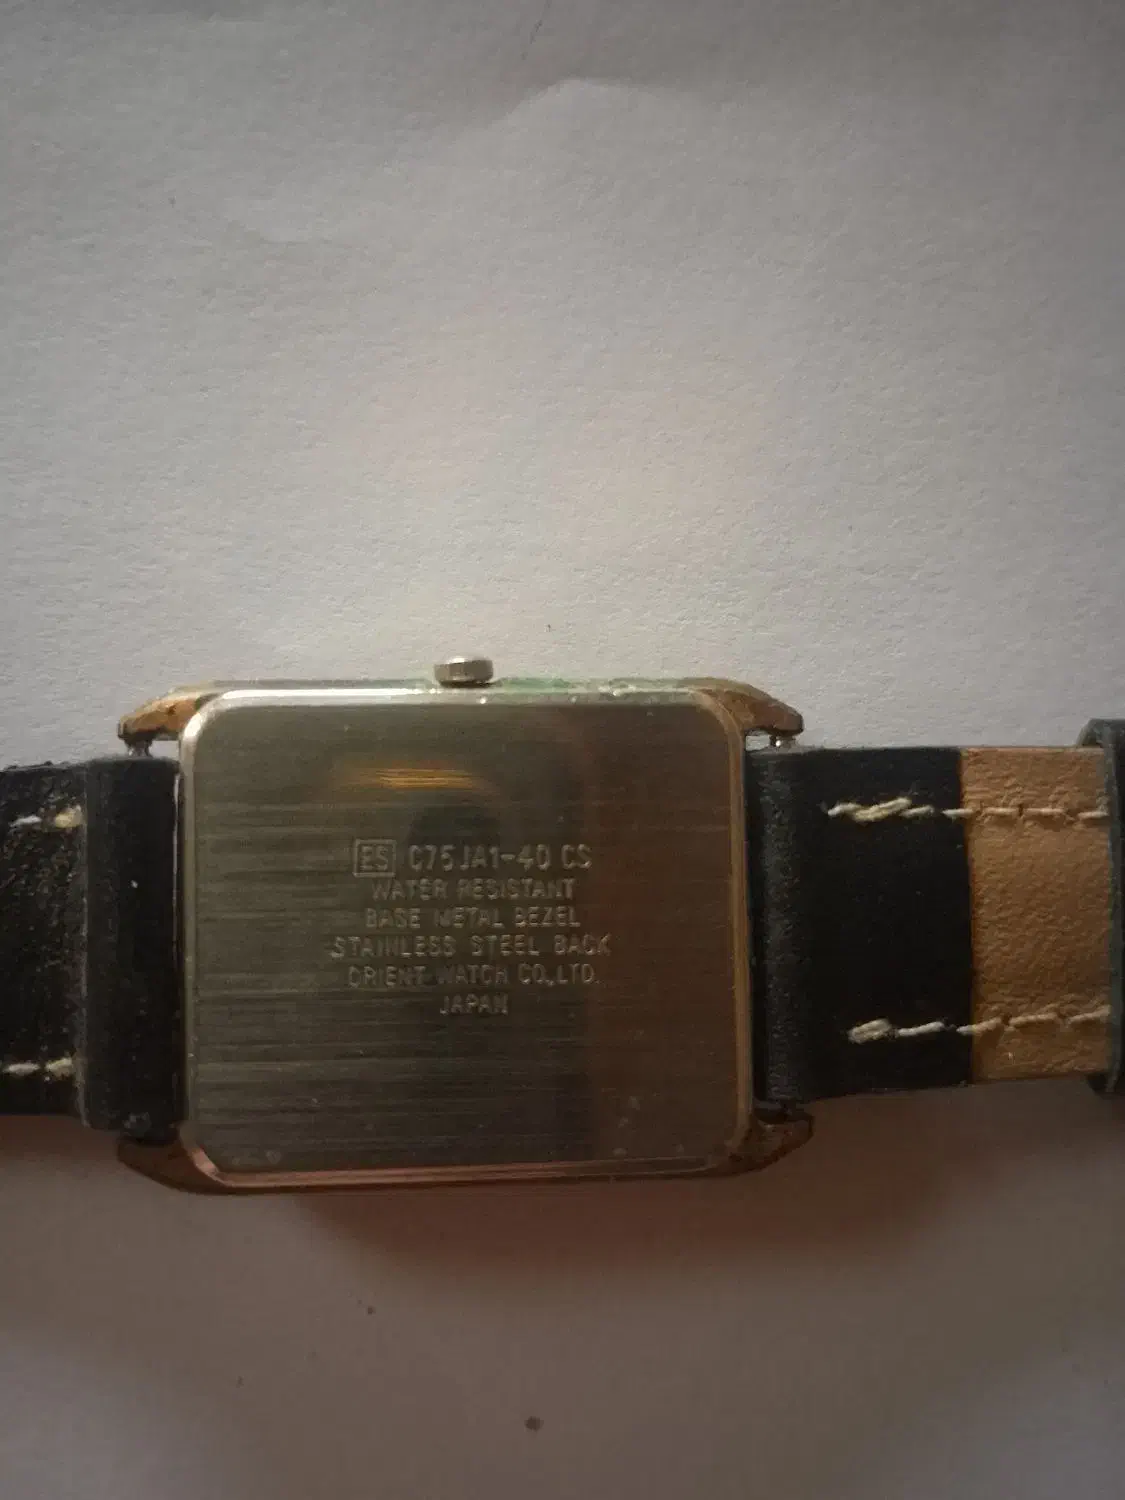 ES C75JA1-40 CS
WATER RESISTANT
BASE METAL BEZEL
STAINLESS STEEL BACK
ORIENT WATCH CO.,LTD.
JAPAN